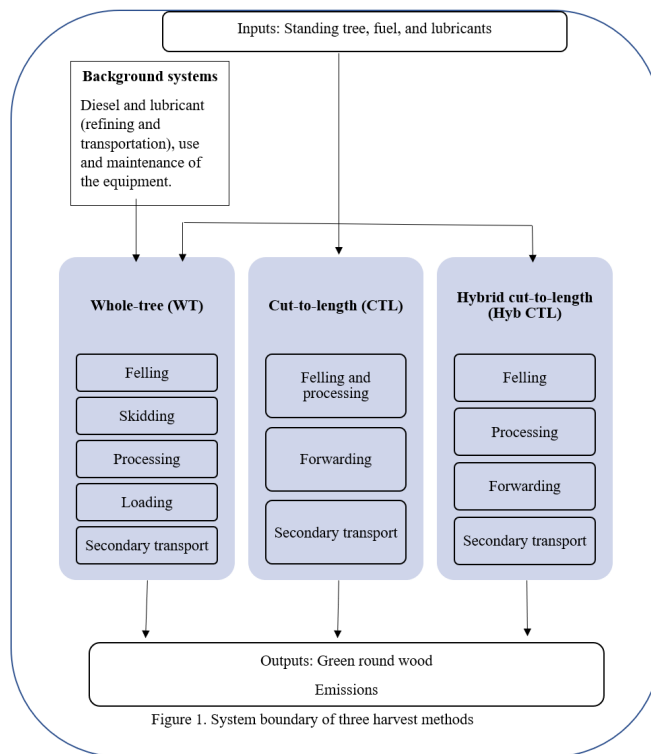 Inputs: Standing tree, fuel, and lubricants
Background systems
Diesel and lubricant
(refining and
transportation), use
and maintenance of
the equipment.
Whole-tree (WT)
Felling
Skidding
Processing
Loading
Secondary transport
Cut-to-length (CTL)
Felling and
processing
Forwarding
Secondary transport
Hybrid cut-to-length
(Hyb CTL)
Felling
Processing
Forwarding
Secondary transport
Outputs: Green round wood
Emissions
Figure 1. System boundary of three harvest methods